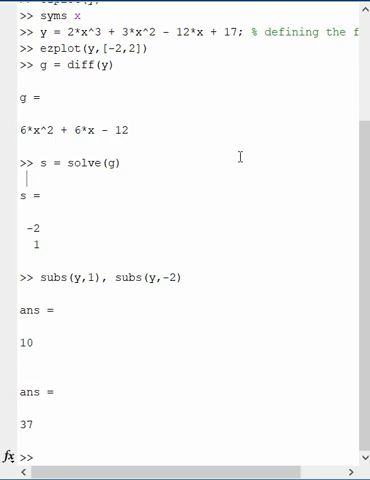 >> syms x
>> y = 2*x^3 + 3*x^2 - 12*x + 17; % defining the f
>> ezplot(y,[-2,2])
>> g = diff(y)
g =
6*x^2 + 6*x - 12
>> s = solve(g)
s =
-2
1
>> subs(y,1), subs(y,-2)
ans =
10
ans =
37
fx >>